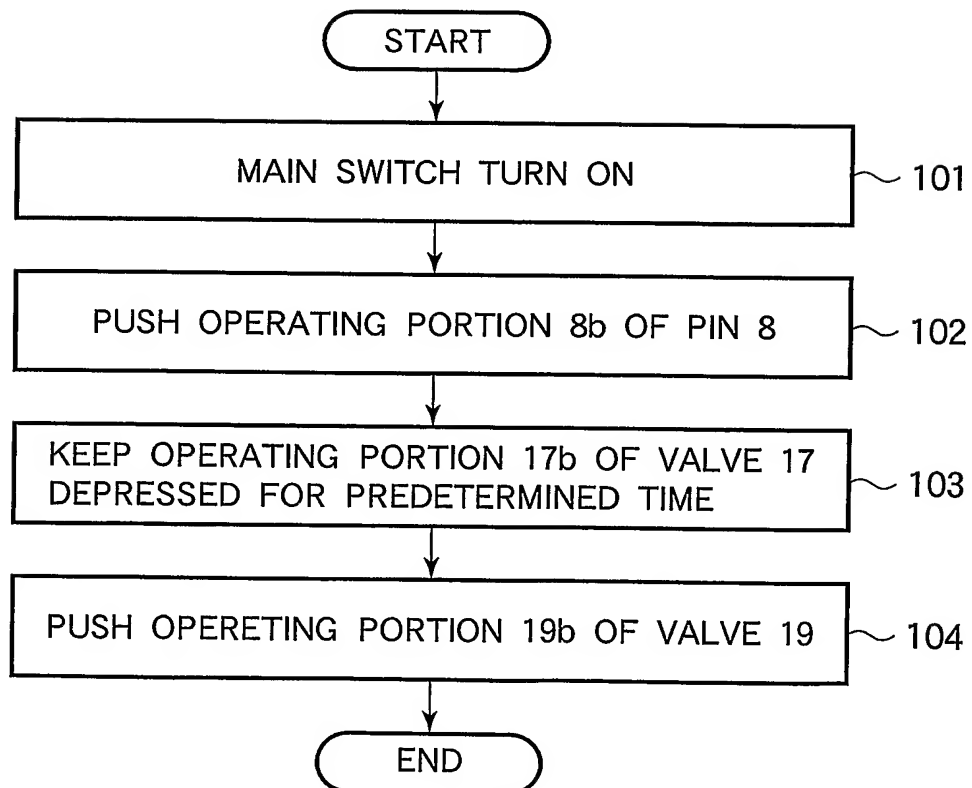 START
MAIN SWITCH TURN ON
101
PUSH OPERATING PORTION 8b OF PIN 8
102
KEEP OPERATING PORTION 17b OF VALVE 17
DEPRESSED FOR PREDETERMINED TIME
103
PUSH OPERETING PORTION 19b OF VALVE 19
104
END